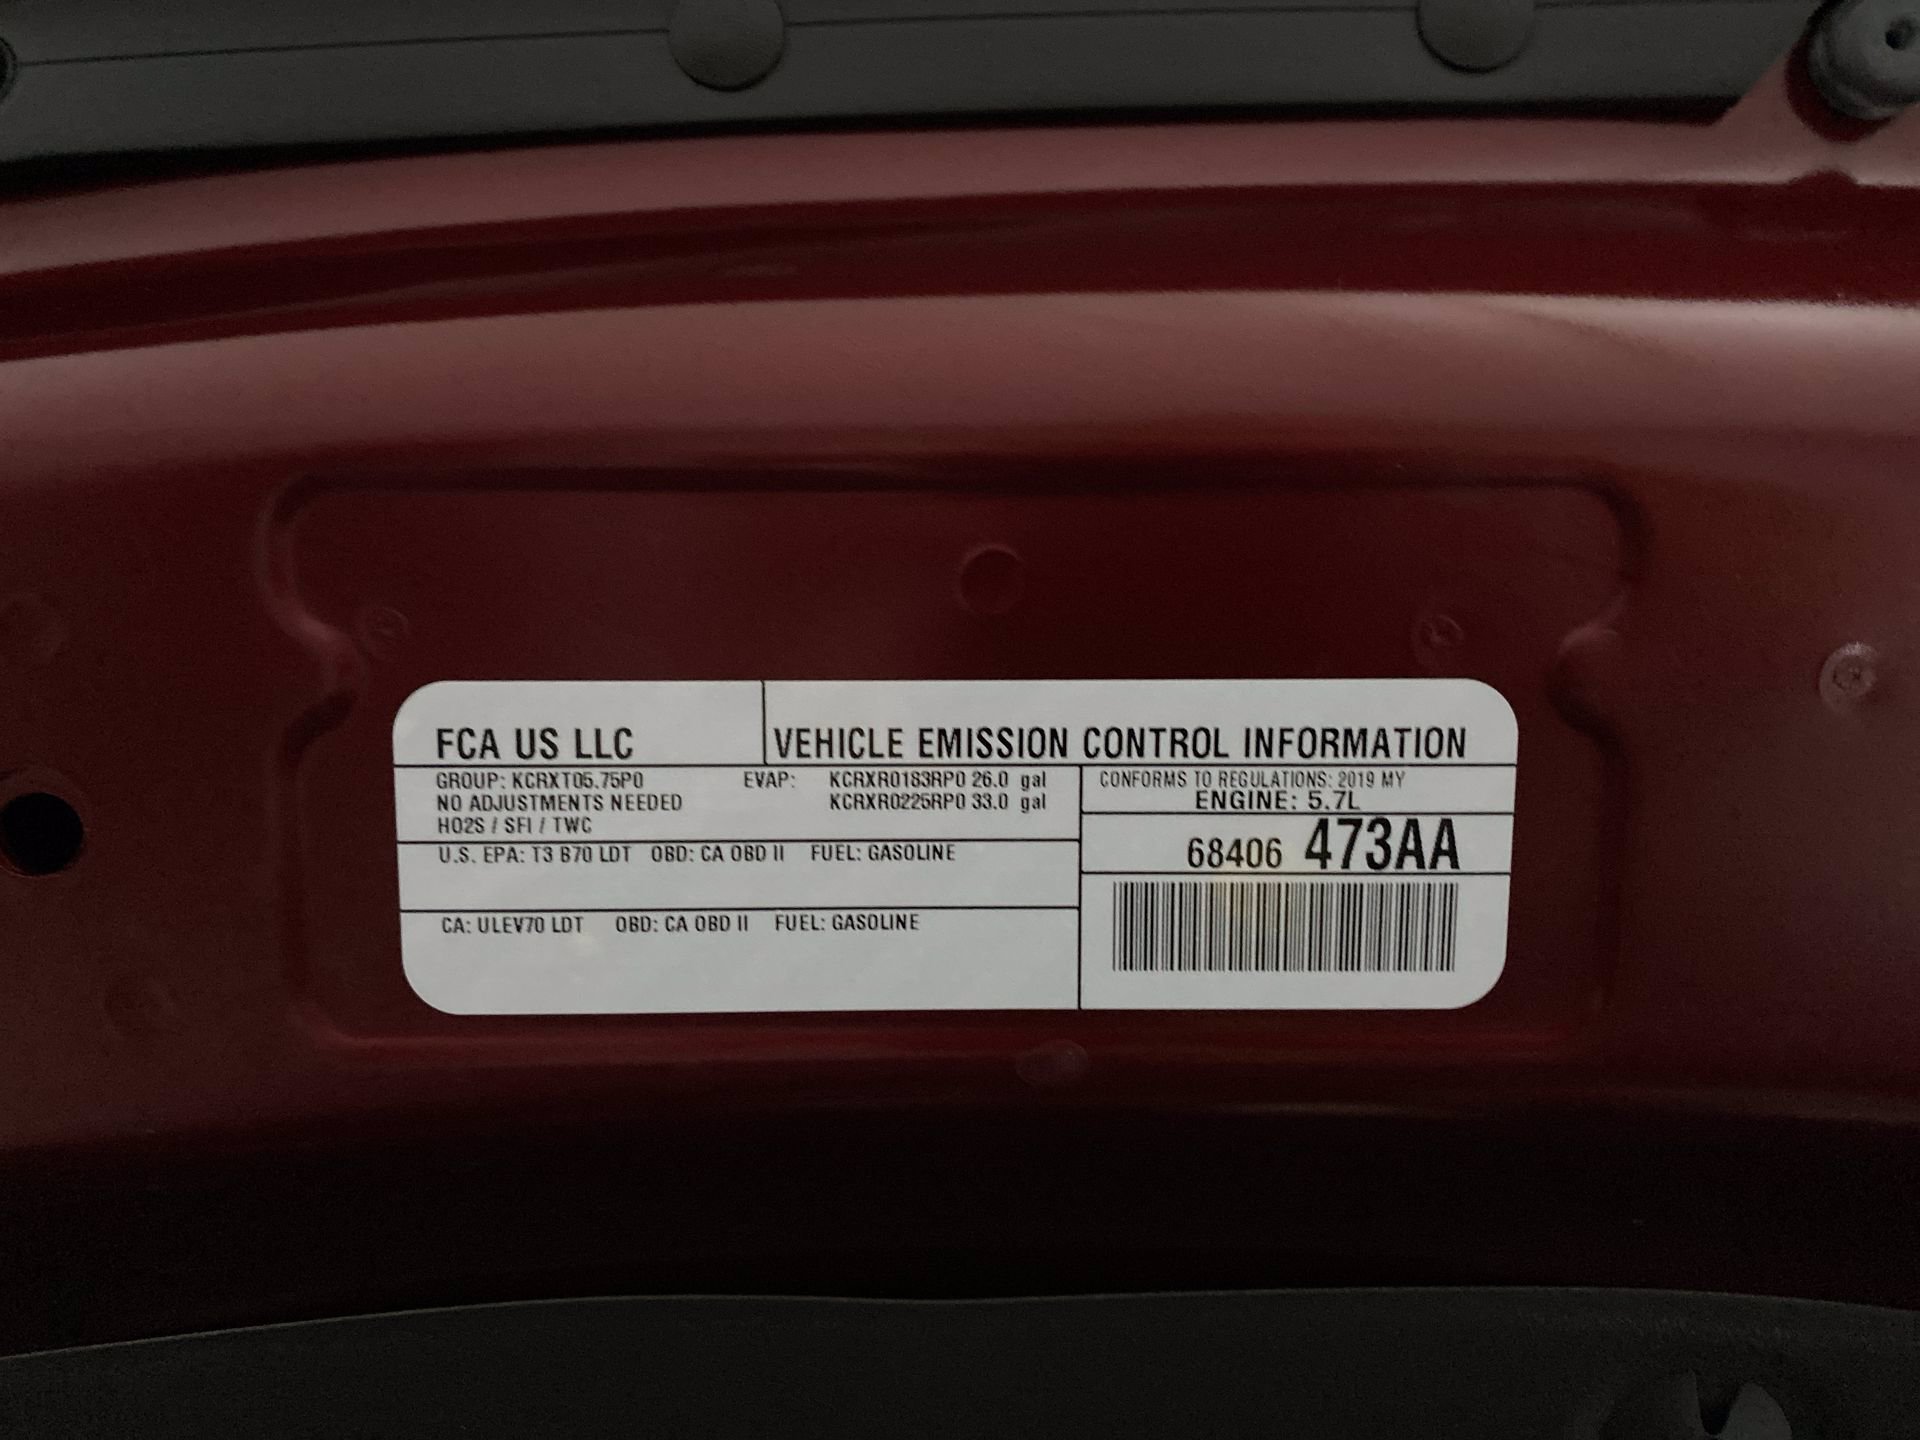 FCA US LLC
VEHICLE EMISSION CONTROL INFORMATION
GROUP: KCRXT05.75P0
NO ADJUSTMENTS NEEDED
HO2S / SFI / TWC
EVAP: KCRXR0183RP0 26.0 gal
KCRXR0225RP0 33.0 gal
CONFORMS TO REGULATIONS: 2019 MY
ENGINE: 5.7L
U.S. EPA: T3 B70 LDT OBD: CA OBD II FUEL: GASOLINE
68406 473AA
CA: ULEV70 LDT OBD: CA OBD II FUEL: GASOLINE